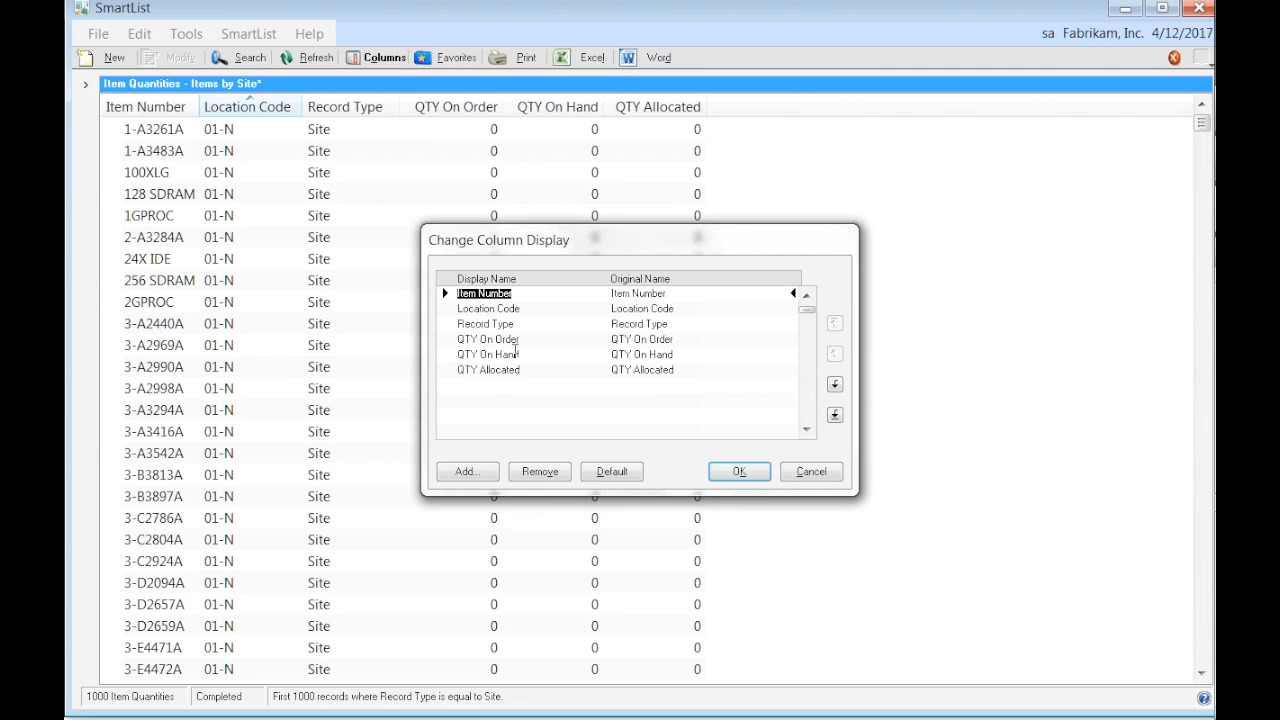 SmartList
File Edit Tools SmartList Help
sa Fabrikam, Inc. 4/12/2017
New Modify Search Refresh Columns Favorites Print Excel Word
Item Quantities - Items by Site*
Item Number Location Code Record Type QTY On Order QTY On Hand QTY Allocated
1-A3261A 01-N Site 0 0 0
1-A3483A 01-N Site 0 0 0
100XLG 01-N Site 0 0 0
128 SDRAM 01-N Site 0 0 0
1GPROC 01-N Site 0 0 0
2-A3284A 01-N Site
24X IDE 01-N Site
256 SDRAM 01-N Site
2GPROC 01-N Site
3-A2440A 01-N Site
3-A2969A 01-N Site
3-A2990A 01-N Site
3-A2998A 01-N Site
3-A3294A 01-N Site
3-A3416A 01-N Site
3-A3542A 01-N Site
3-B3813A 01-N Site
3-B3897A 01-N Site 0 0 0
3-C2786A 01-N Site 0 0 0
3-C2804A 01-N Site 0 0 0
3-C2924A 01-N Site 0 0 0
3-D2094A 01-N Site 0 0 0
3-D2657A 01-N Site 0 0 0
3-D2659A 01-N Site 0 0 0
3-E4471A 01-N Site 0 0 0
3-E4472A 01-N Site 0 0 0
Change Column Display
Display Name Original Name
Item Number Item Number
Location Code Location Code
Record Type Record Type
QTY On Order QTY On Order
QTY On Hand QTY On Hand
QTY Allocated QTY Allocated
Add... Remove Default OK Cancel
1000 Item Quantities Completed First 1000 records where Record Type is equal to Site.